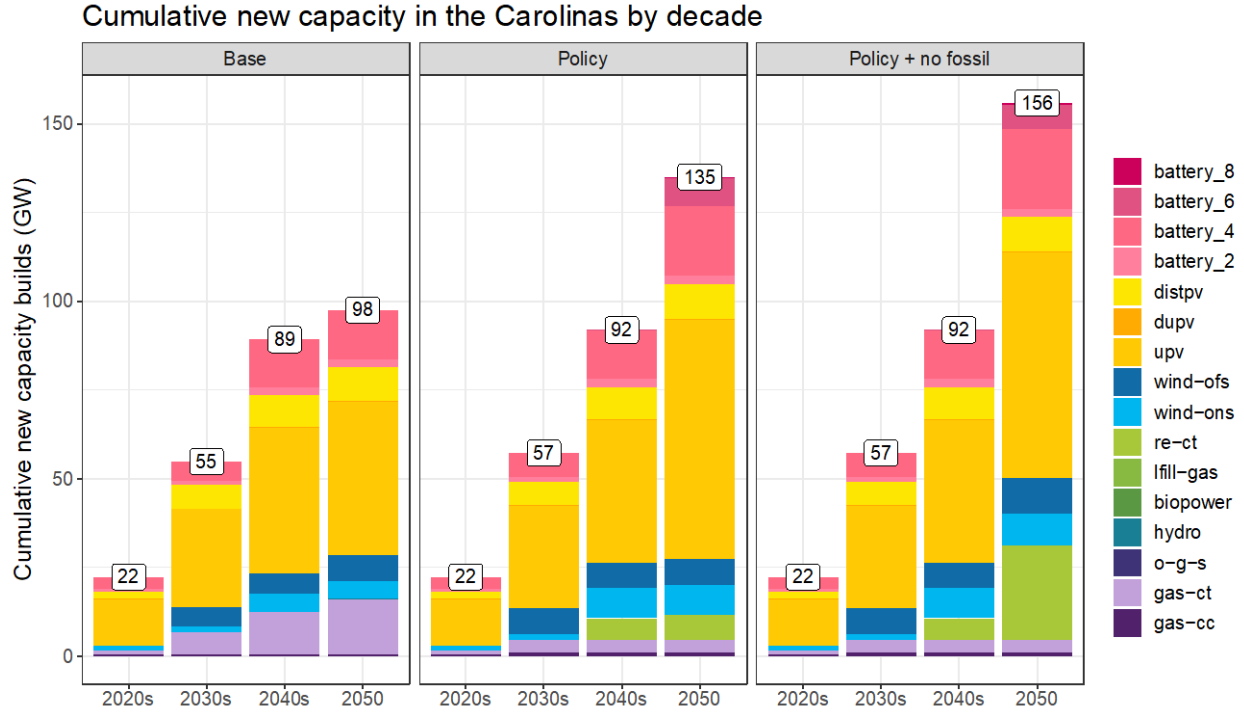 Cumulative new capacity in the Carolinas by decade
Base
Policy
Policy + no fossil
Cumulative new capacity builds (GW)
150
100
50
0
22
55
89
98
22
57
92
135
22
57
92
156
2020s 2030s 2040s 2050
2020s 2030s 2040s 2050
2020s 2030s 2040s 2050
battery_8
battery_6
battery_4
battery_2
distpv
dupv
upv
wind-ofs
wind-ons
re-ct
lfill-gas
biopower
hydro
o-g-s
gas-ct
gas-cc